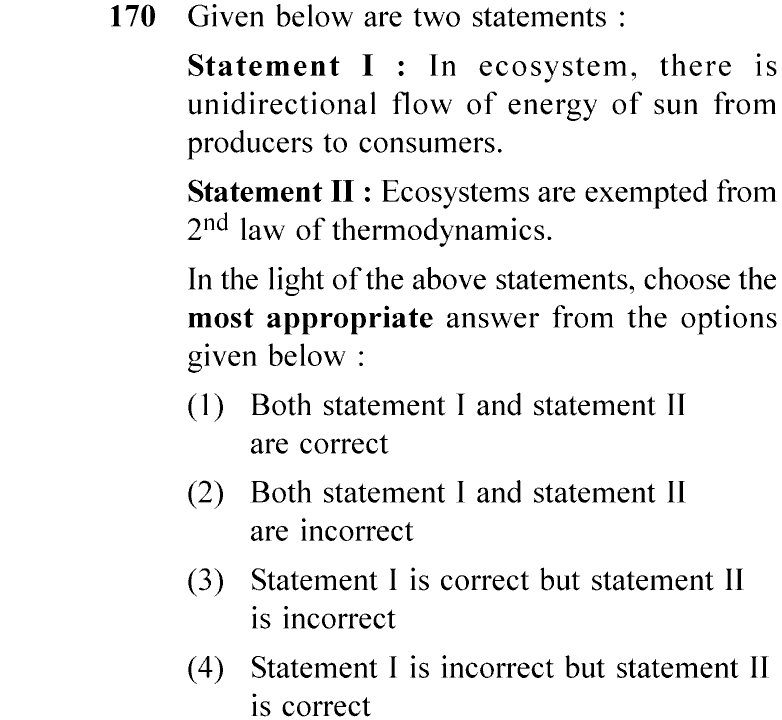 170 Given below are two statements :
Statement I : In ecosystem, there is
unidirectional flow of energy of sun from
producers to consumers.
Statement II : Ecosystems are exempted from
2nd law of thermodynamics.
In the light of the above statements, choose the
most appropriate answer from the options
given below :
(1) Both statement I and statement II
are correct
(2) Both statement I and statement II
are incorrect
(3) Statement I is correct but statement II
is incorrect
(4) Statement I is incorrect but statement II
is correct